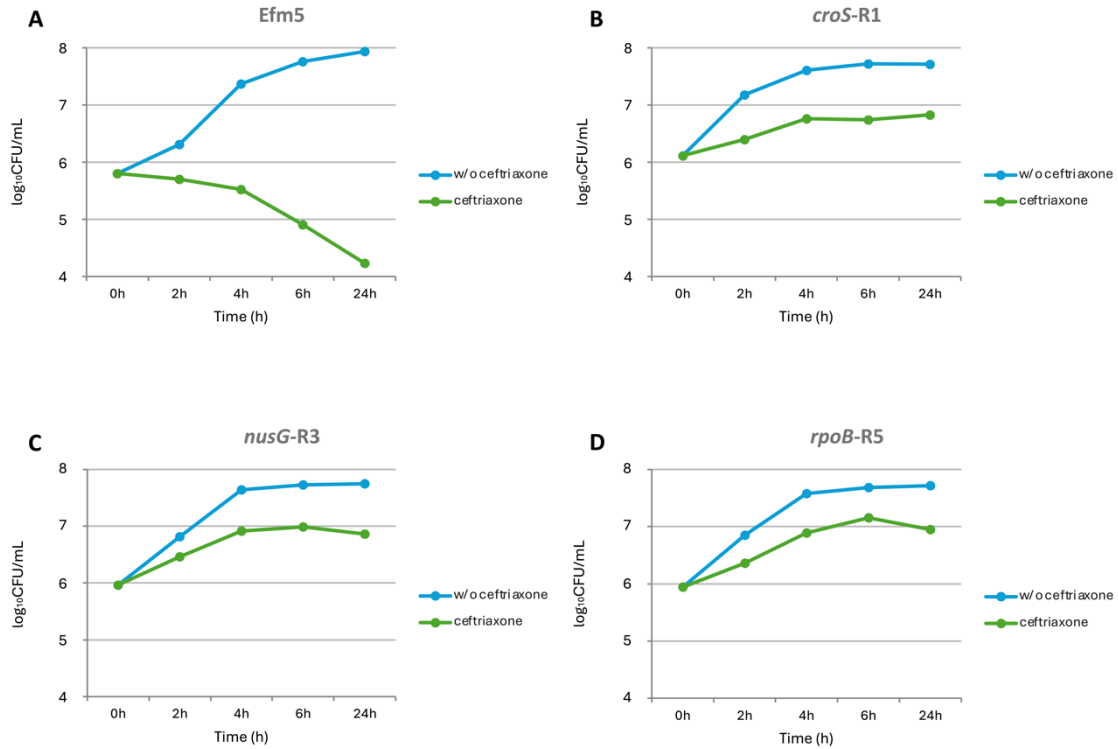 A
Efm5
8
7
6
5
4
log₁₀CFU/mL
0h 2h 4h 6h 24h
Time (h)
w/o ceftriaxone
ceftriaxone
B
croS-R1
8
7
6
5
4
log₁₀CFU/mL
0h 2h 4h 6h 24h
Time (h)
w/o ceftriaxone
ceftriaxone
C
nusG-R3
8
7
6
5
4
log₁₀CFU/mL
0h 2h 4h 6h 24h
Time (h)
w/o ceftriaxone
ceftriaxone
D
rpoB-R5
8
7
6
5
4
log₁₀CFU/mL
0h 2h 4h 6h 24h
Time (h)
w/o ceftriaxone
ceftriaxone